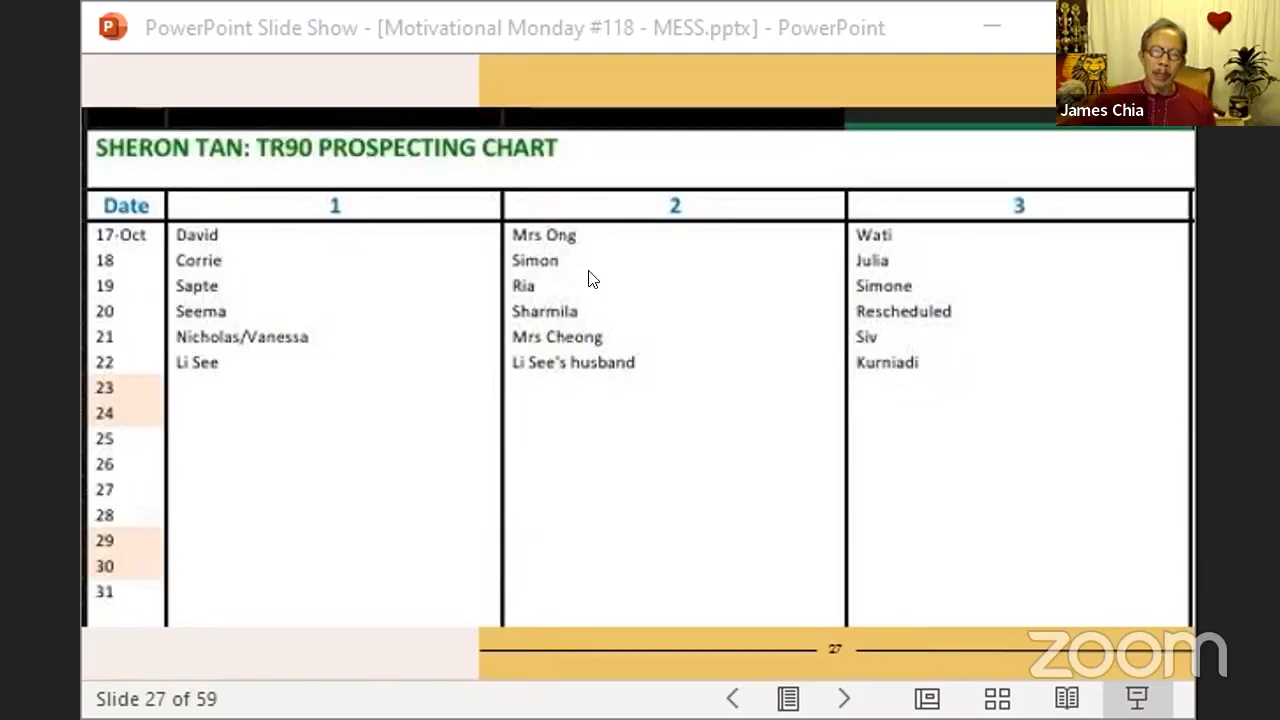 PowerPoint Slide Show - [Motivational Monday #118 - MESS.pptx] - PowerPoint
James Chia
SHERON TAN: TR90 PROSPECTING CHART
Date 1 2 3
17-Oct David Mrs Ong Wati
18 Corrie Simon Julia
19 Sapte Ria Simone
20 Seema Sharmila Rescheduled
21 Nicholas/Vanessa Mrs Cheong Siv
22 Li See Li See's husband Kurniadi
23
24
25
26
27
28
29
30
31
27
zoom
Slide 27 of 59